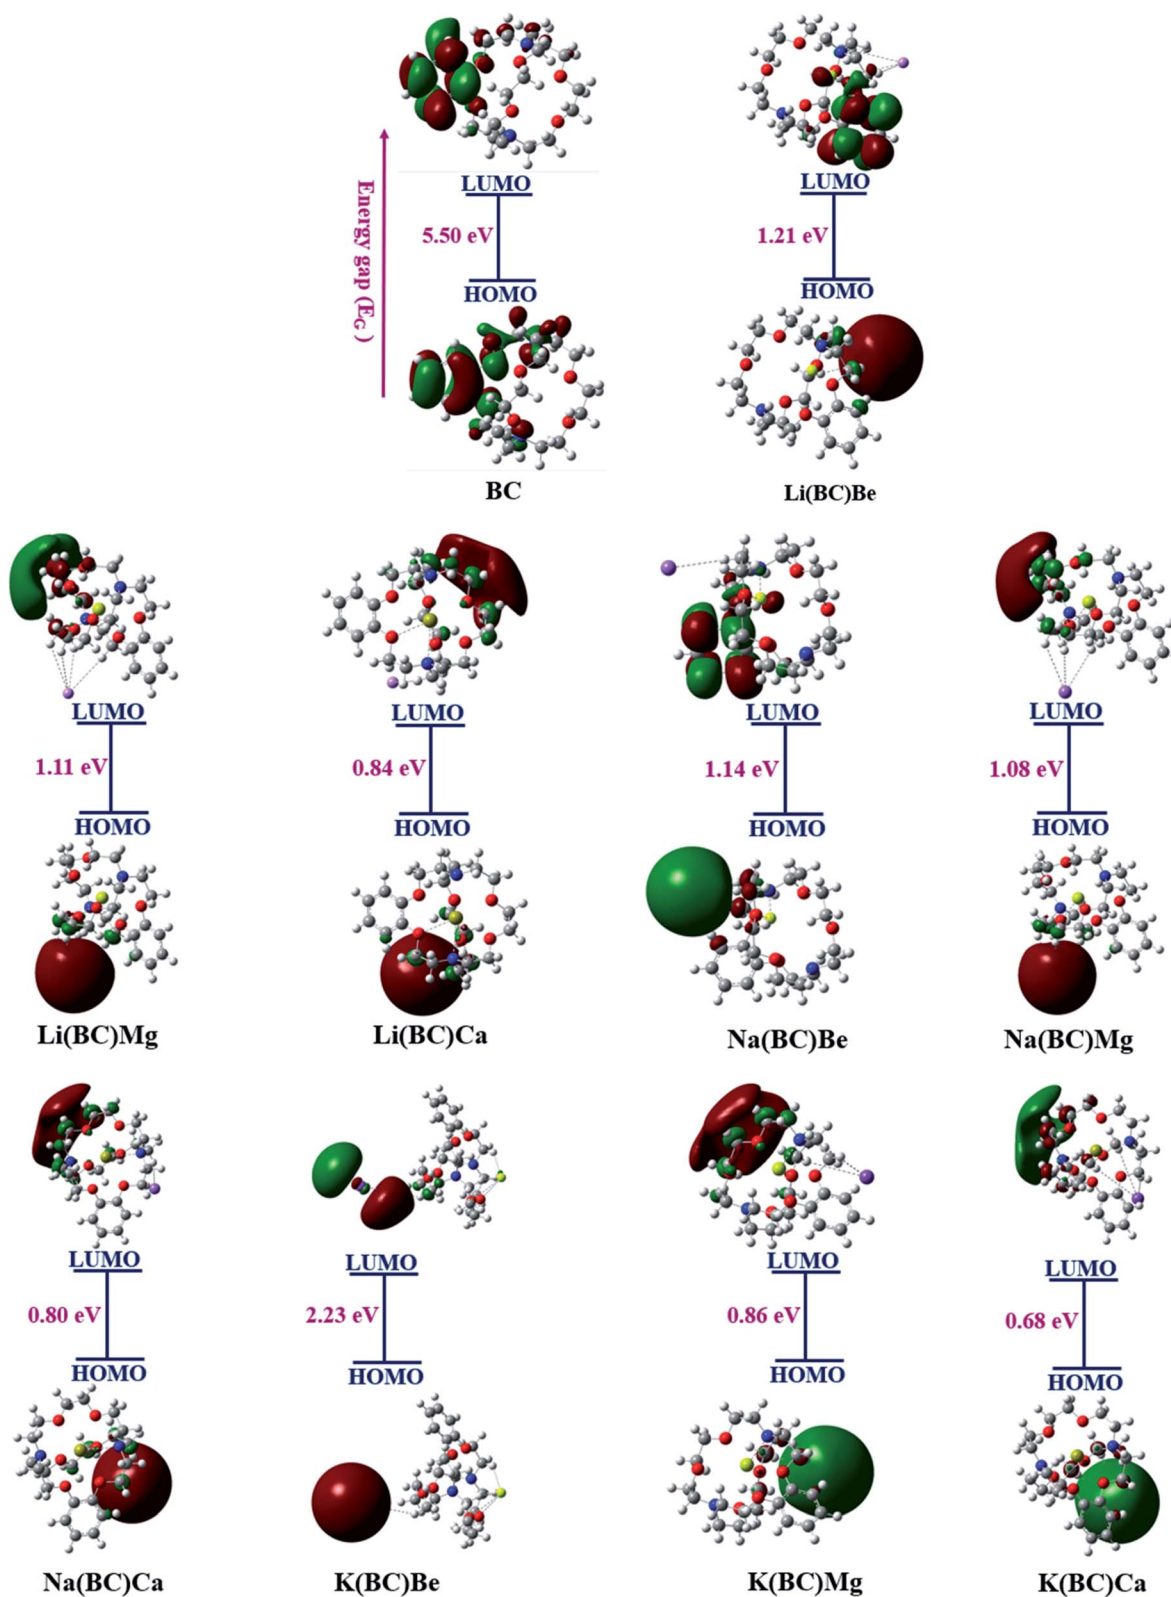 Energy gap (E_G)
LUMO
5.50 eV
HOMO
BC
LUMO
1.21 eV
HOMO
Li(BC)Be
LUMO
1.11 eV
HOMO
Li(BC)Mg
LUMO
0.84 eV
HOMO
Li(BC)Ca
LUMO
1.14 eV
HOMO
Na(BC)Be
LUMO
1.08 eV
HOMO
Na(BC)Mg
LUMO
0.80 eV
HOMO
Na(BC)Ca
LUMO
2.23 eV
HOMO
K(BC)Be
LUMO
0.86 eV
HOMO
K(BC)Mg
LUMO
0.68 eV
HOMO
K(BC)Ca